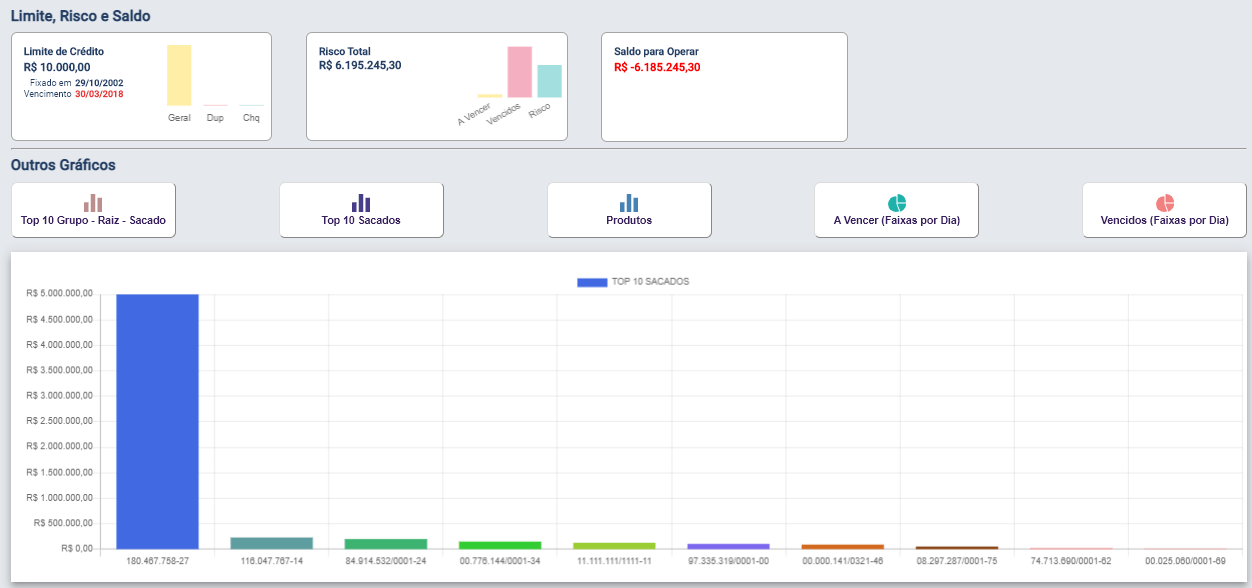 Limite, Risco e Saldo
Limite de Crédito
R$ 10.000,00
Fixado em 29/10/2002
Vencimento 30/03/2018
Geral Dup Chq
Risco Total
R$ 6.195.245,30
A Vencer Vencidos Risco
Saldo para Operar
R$ -6.185.245,30
Outros Gráficos
Top 10 Grupo - Raiz - Sacado
Top 10 Sacados
Produtos
A Vencer (Faixas por Dia)
Vencidos (Faixas por Dia)
TOP 10 SACADOS
R$ 5.000.000,00
R$ 4.500.000,00
R$ 4.000.000,00
R$ 3.500.000,00
R$ 3.000.000,00
R$ 2.500.000,00
R$ 2.000.000,00
R$ 1.500.000,00
R$ 1.000.000,00
R$ 500.000,00
R$ 0,00
180.467.758-27 116.047.767-14 84.914.532/0001-24 00.776.144/0001-34 11.111.111/1111-11 97.335.319/0001-00 00.000.141/0321-46 08.297.287/0001-75 74.713.690/0001-62 00.025.060/0001-69